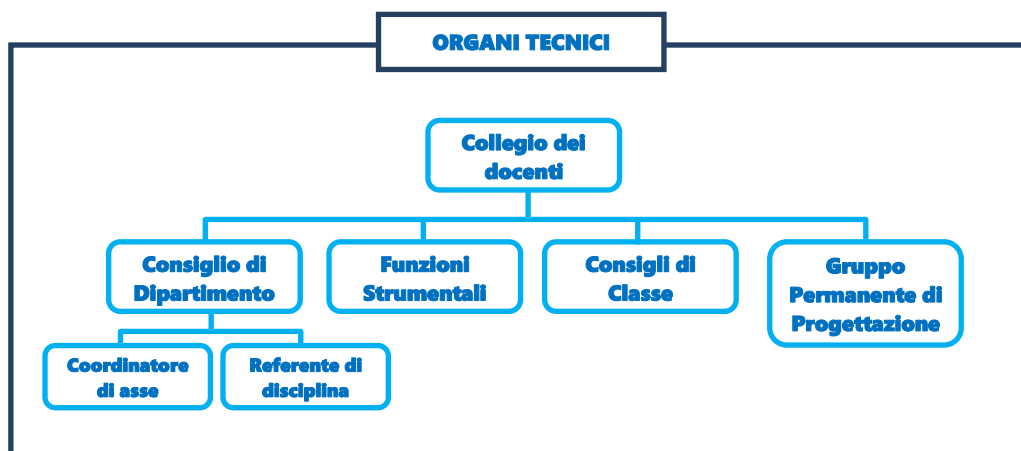 ORGANI TECNICI
Collegio dei
docenti
Consiglio di
Dipartimento
Funzioni
Strumentali
Consigli di
Classe
Gruppo
Permanente di
Progettazione
Coordinatore
di asse
Referente di
disciplina